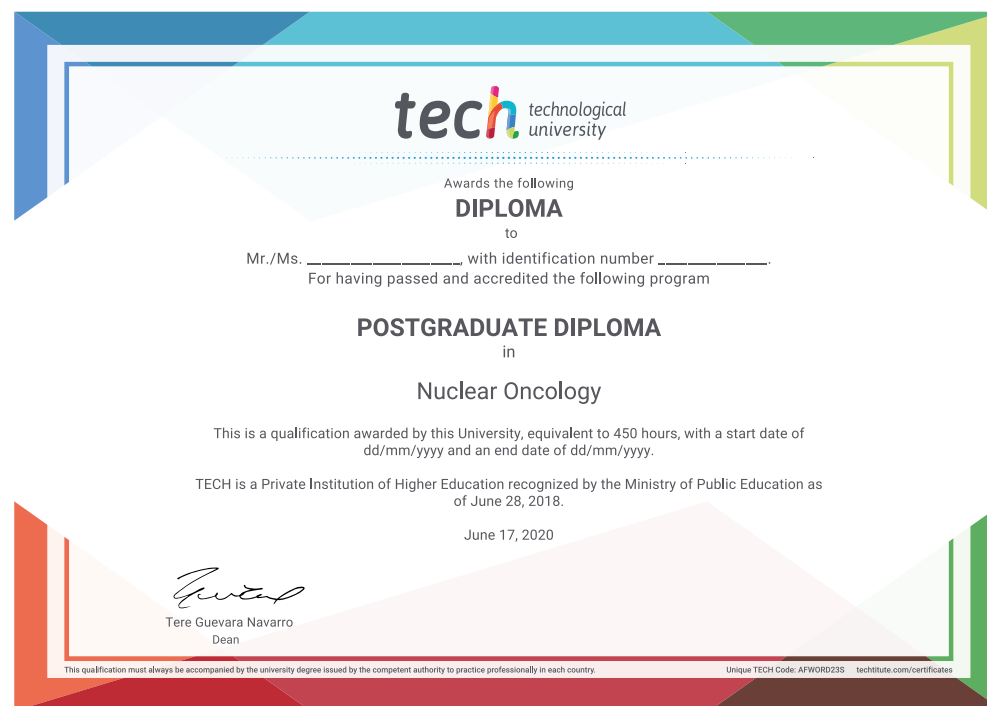 tech technological
university
Awards the following
DIPLOMA
to
Mr./Ms. ____________________, with identification number ______________.
For having passed and accredited the following program
POSTGRADUATE DIPLOMA
in
Nuclear Oncology
This is a qualification awarded by this University, equivalent to 450 hours, with a start date of
dd/mm/yyyy and an end date of dd/mm/yyyy.
TECH is a Private Institution of Higher Education recognized by the Ministry of Public Education as
of June 28, 2018.
June 17, 2020
Tere Guevara Navarro
Dean
This qualification must always be accompanied by the university degree issued by the competent authority to practice professionally in each country. Unique TECH Code: AFWORD23S techtitute.com/certificates